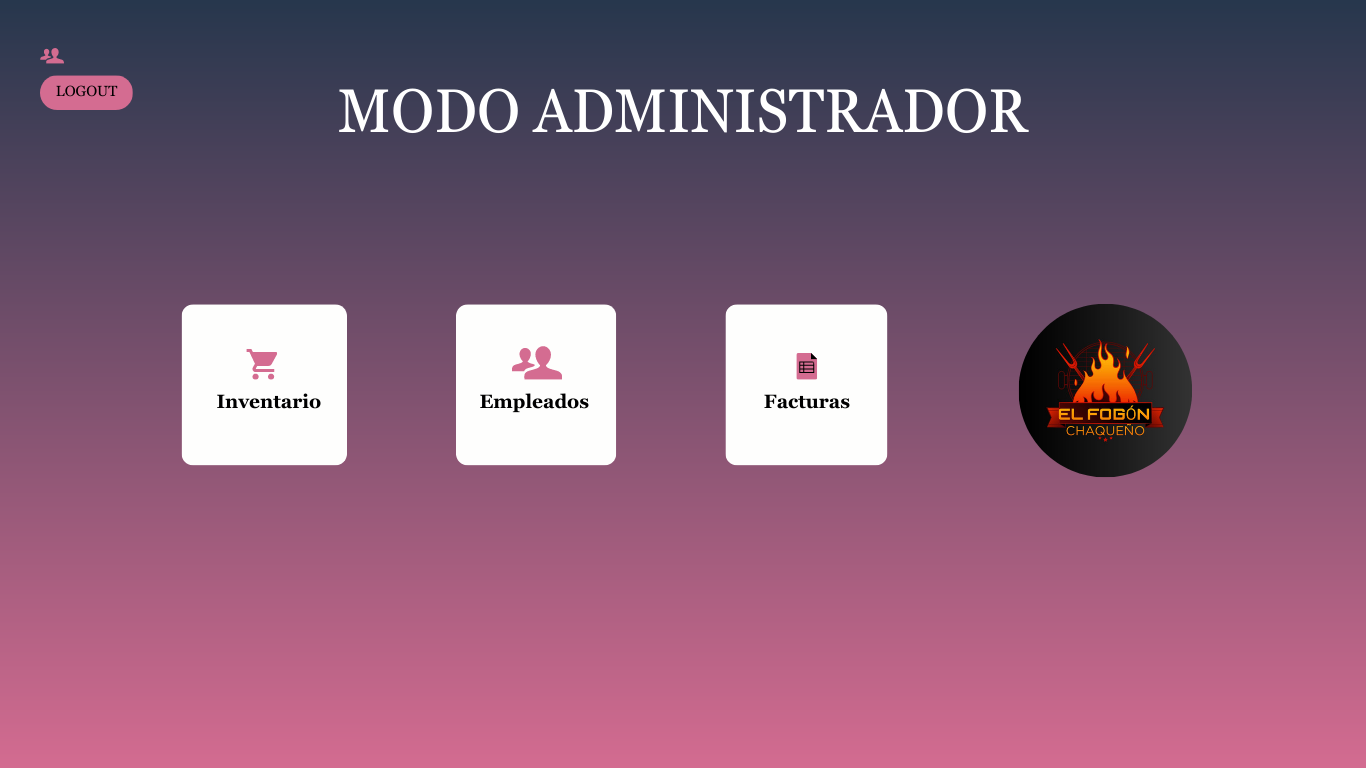 LOGOUT
MODO ADMINISTRADOR
Inventario
Empleados
Facturas
EL FOGÓN
CHAQUEÑO